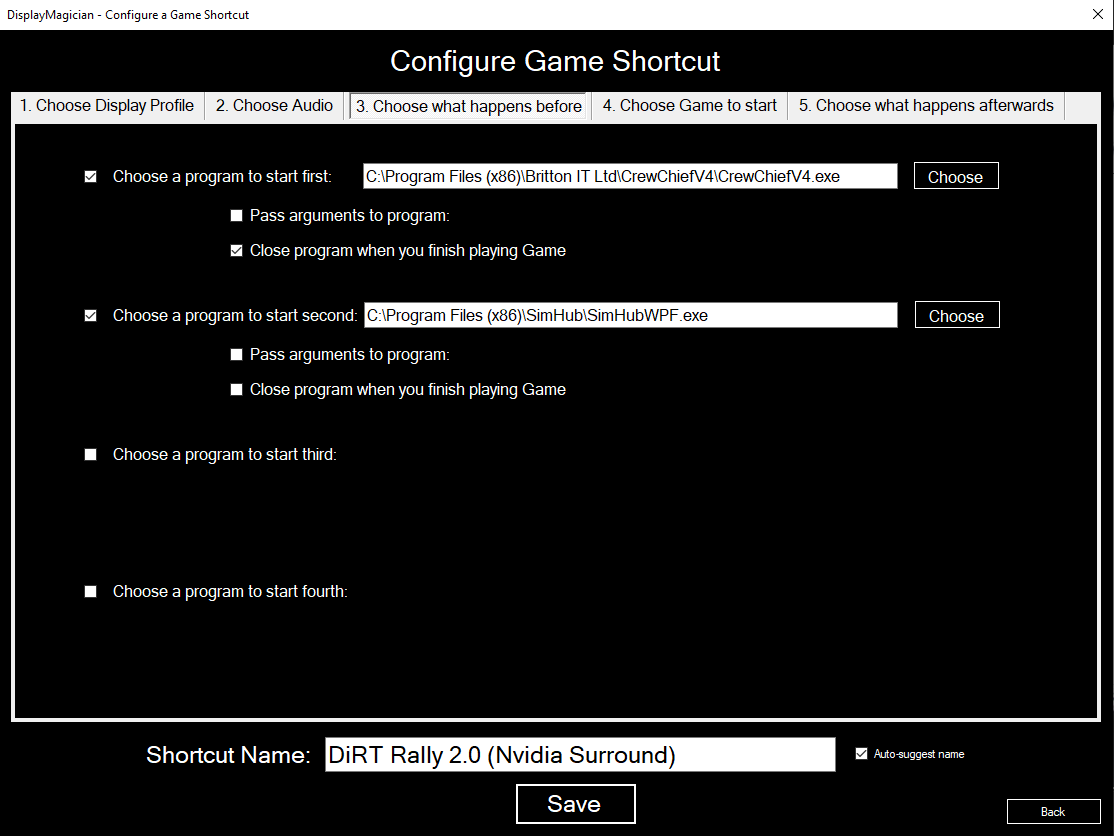 DisplayMagician - Configure a Game Shortcut
Configure Game Shortcut
1. Choose Display Profile 2. Choose Audio 3. Choose what happens before 4. Choose Game to start 5. Choose what happens afterwards
Choose a program to start first: C:\Program Files (x86)\Britton IT Ltd\CrewChiefV4\CrewChiefV4.exe Choose
Pass arguments to program:
Close program when you finish playing Game
Choose a program to start second: C:\Program Files (x86)\SimHub\SimHubWPF.exe Choose
Pass arguments to program:
Close program when you finish playing Game
Choose a program to start third:
Choose a program to start fourth:
Shortcut Name: DiRT Rally 2.0 (Nvidia Surround) Auto-suggest name
Save
Back